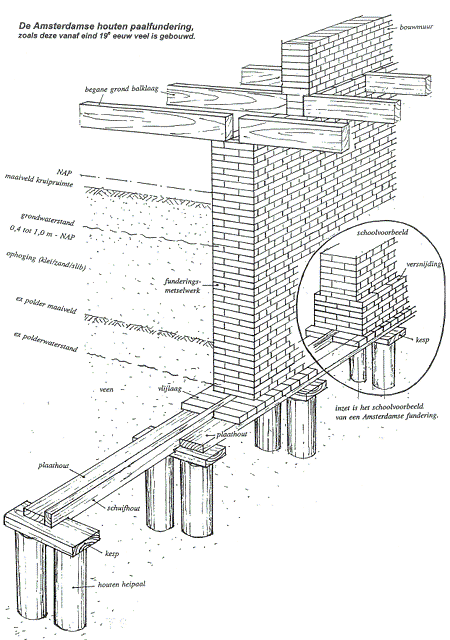 De Amsterdamse houten paalfundering,
zoals deze vanaf eind 19e eeuw veel is gebouwd.
bouwmuur
begane grond balklaag
NAP
maaiveld kruipruimte
grondwaterstand
0,4 tot 1,0 m - NAP
ophoging (klei/zand/slib)
funderings-
metselwerk
schoolvoorbeeld
versnijding
ex polder maaiveld
ex polderwaterstand
kesp
veen
vlijlaag
inzet is het schoolvoorbeeld
van een Amsterdamse fundering.
plaathout
plaathout
schuifhout
kesp
houten heipaal